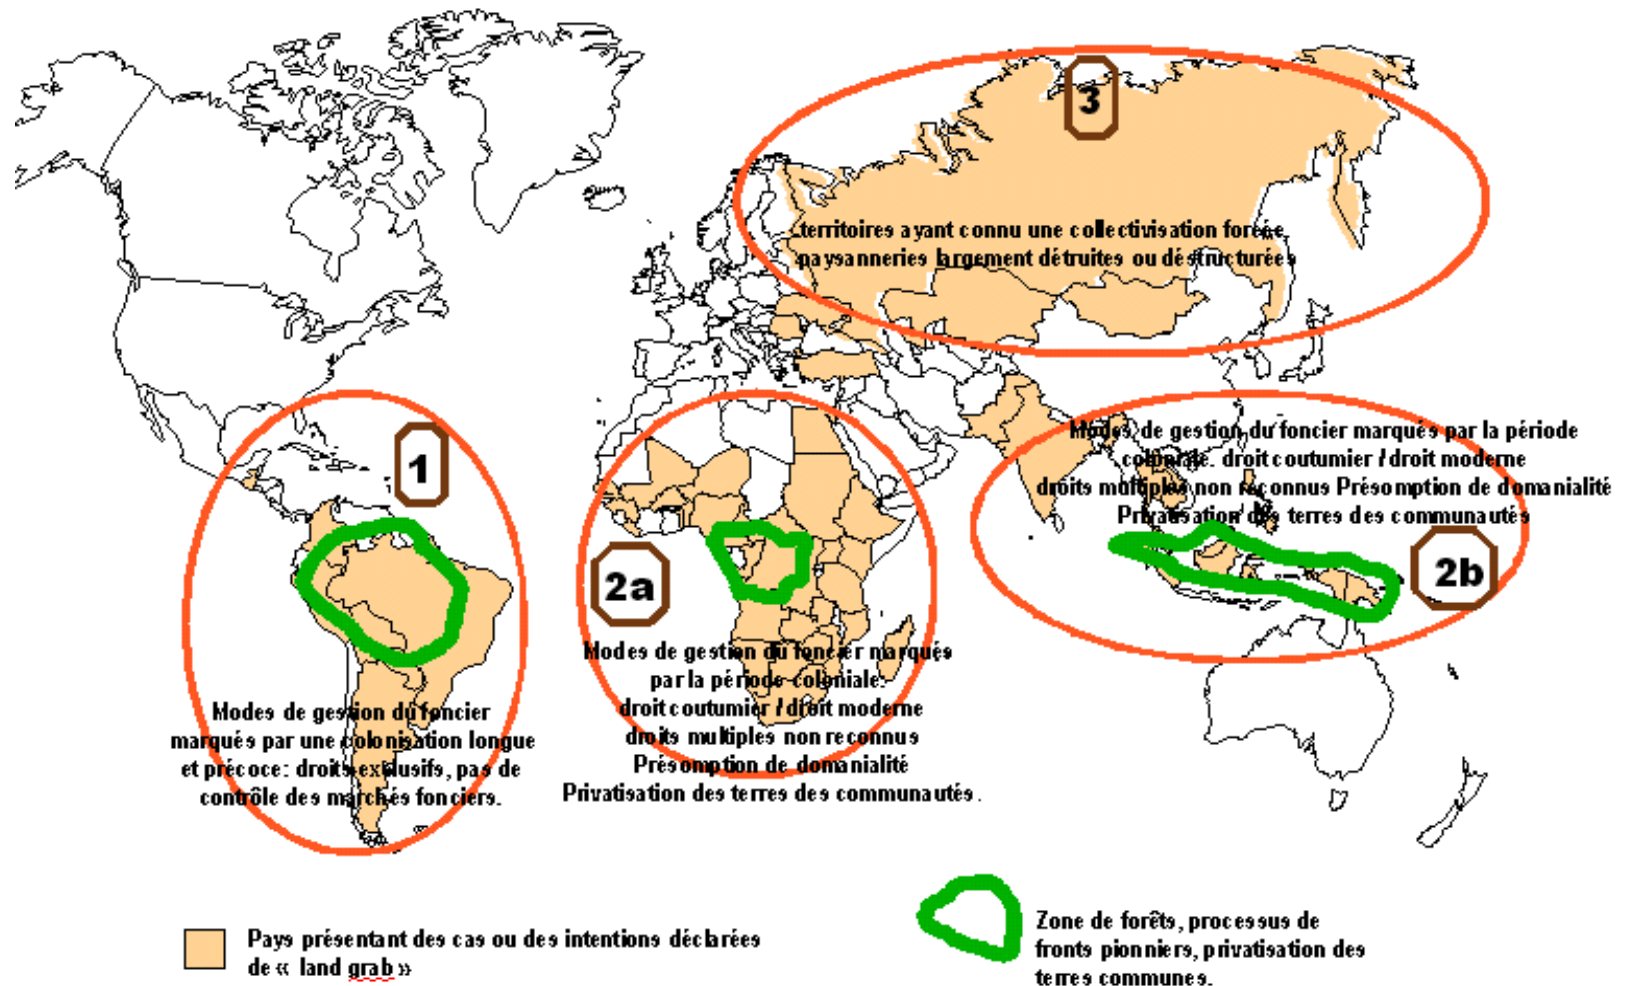 3
territoires ayant connu une collectivisation forcée,
paysanneries largement détruites ou déstructurées
1
Modes de gestion du foncier
marqués par une colonisation longue
et précoce: droits exclusifs, pas de
contrôle des marchés fonciers.
2a
Modes de gestion du foncier marqués
par la période coloniale:
droit coutumier / droit moderne
droits multiples non reconnus
Présomption de domanialité
Privatisation des terres des communautés.
Modes de gestion du foncier marqués par la période
coloniale. droit coutumier / droit moderne
droits multiples non reconnus Présomption de domanialité
Privatisation des terres des communautés
2b
Pays présentant des cas ou des intentions déclarées
de « land grab »
Zone de forêts, processus de
fronts pionniers, privatisation des
terres communes.